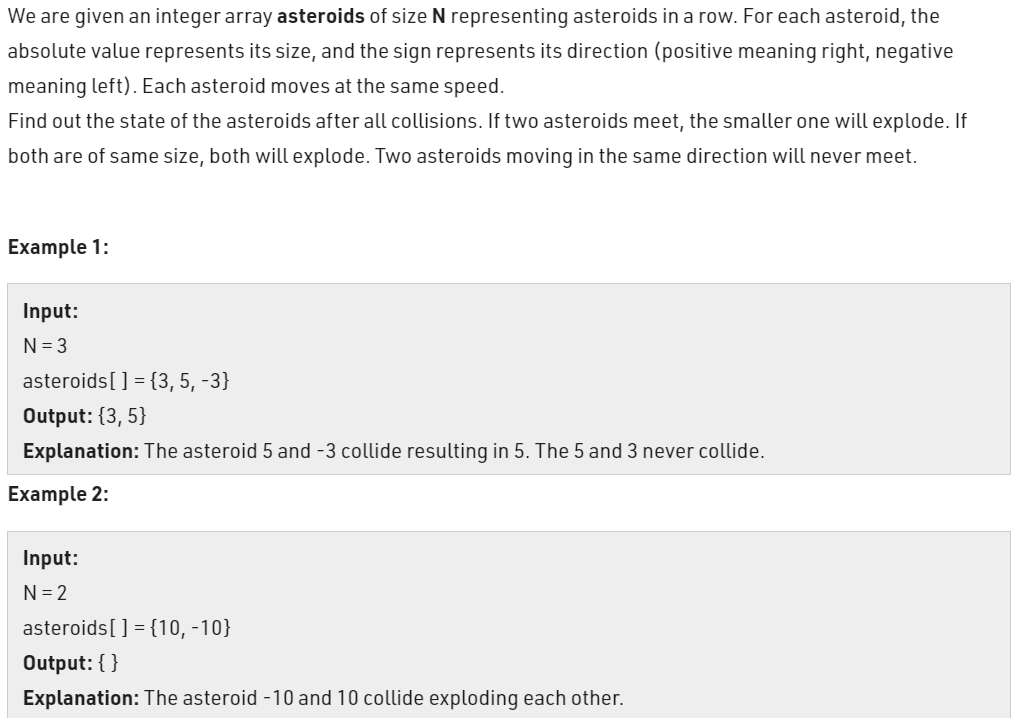 We are given an integer array asteroids of size N representing asteroids in a row. For each asteroid, the
absolute value represents its size, and the sign represents its direction (positive meaning right, negative
meaning left). Each asteroid moves at the same speed.
Find out the state of the asteroids after all collisions. If two asteroids meet, the smaller one will explode. If
both are of same size, both will explode. Two asteroids moving in the same direction will never meet.
Example 1:
Input:
N = 3
asteroids[ ] = {3, 5, -3}
Output: {3, 5}
Explanation: The asteroid 5 and -3 collide resulting in 5. The 5 and 3 never collide.
Example 2:
Input:
N = 2
asteroids[ ] = {10, -10}
Output: { }
Explanation: The asteroid -10 and 10 collide exploding each other.